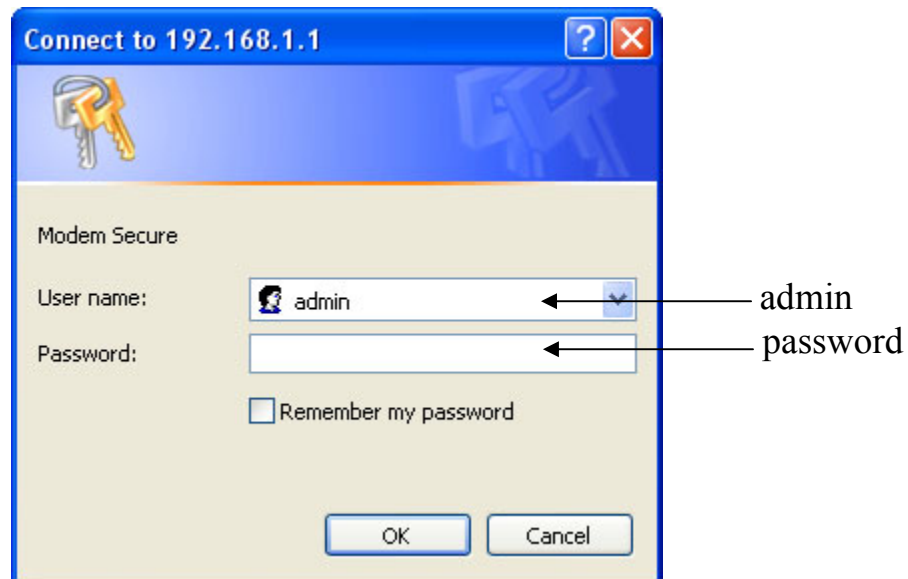 Connect to 192.168.1.1
Modem Secure
User name: admin
admin
Password:
password
Remember my password
OK Cancel